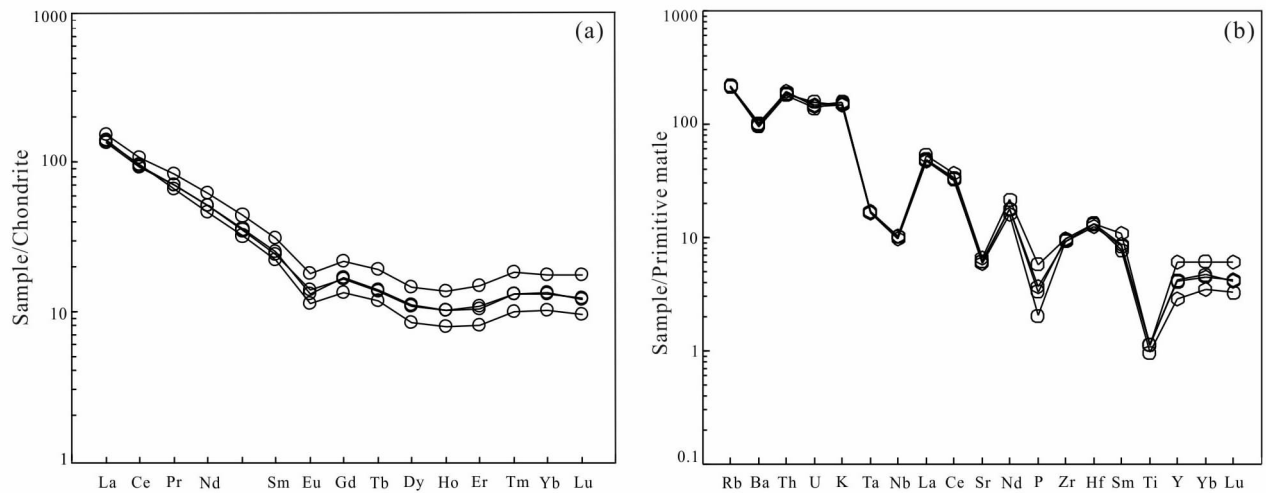 1000
(a)
100
10
1
Sample/Chondrite
La Ce Pr Nd Sm Eu Gd Tb Dy Ho Er Tm Yb Lu
1000
(b)
100
10
1
0.1
Sample/Primitive matle
Rb Ba Th U K Ta Nb La Ce Sr Nd P Zr Hf Sm Ti Y Yb Lu